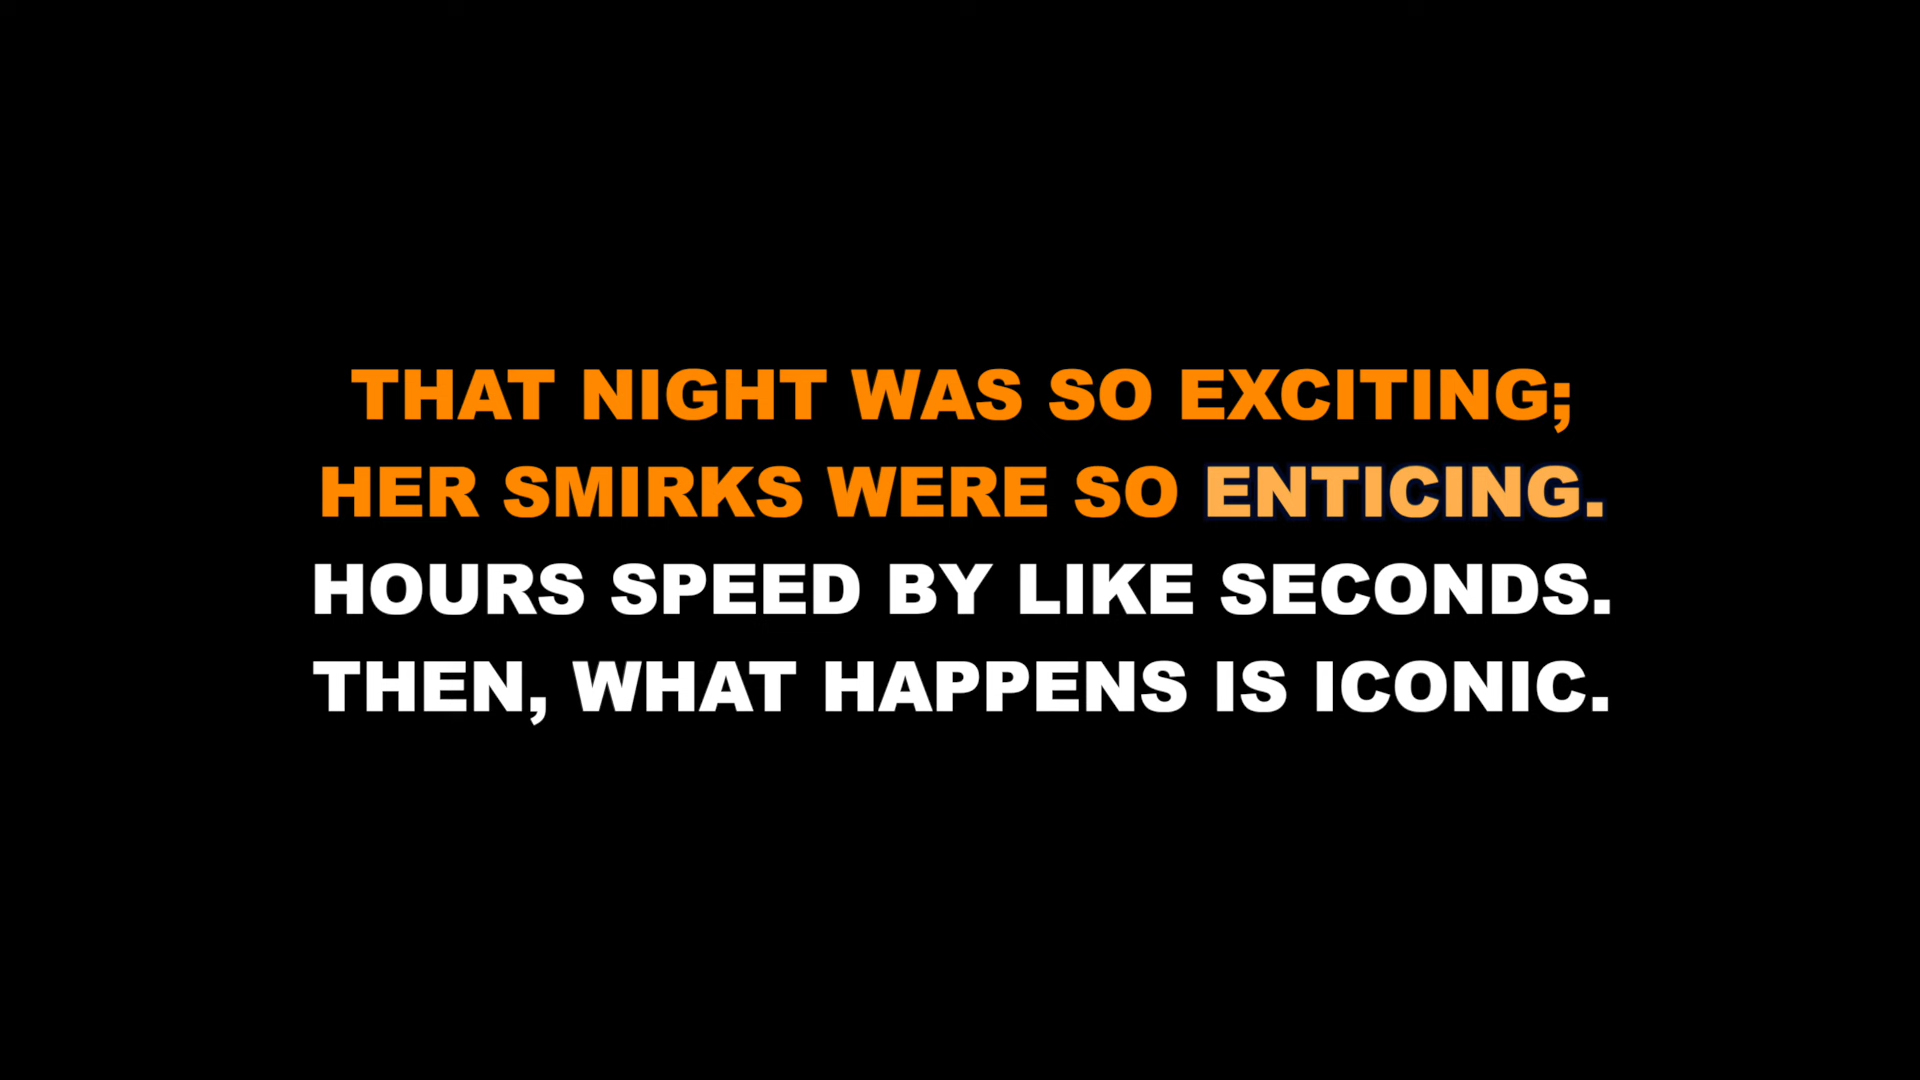 THAT NIGHT WAS SO EXCITING;
HER SMIRKS WERE SO ENTICING.
HOURS SPEED BY LIKE SECONDS.
THEN, WHAT HAPPENS IS ICONIC.